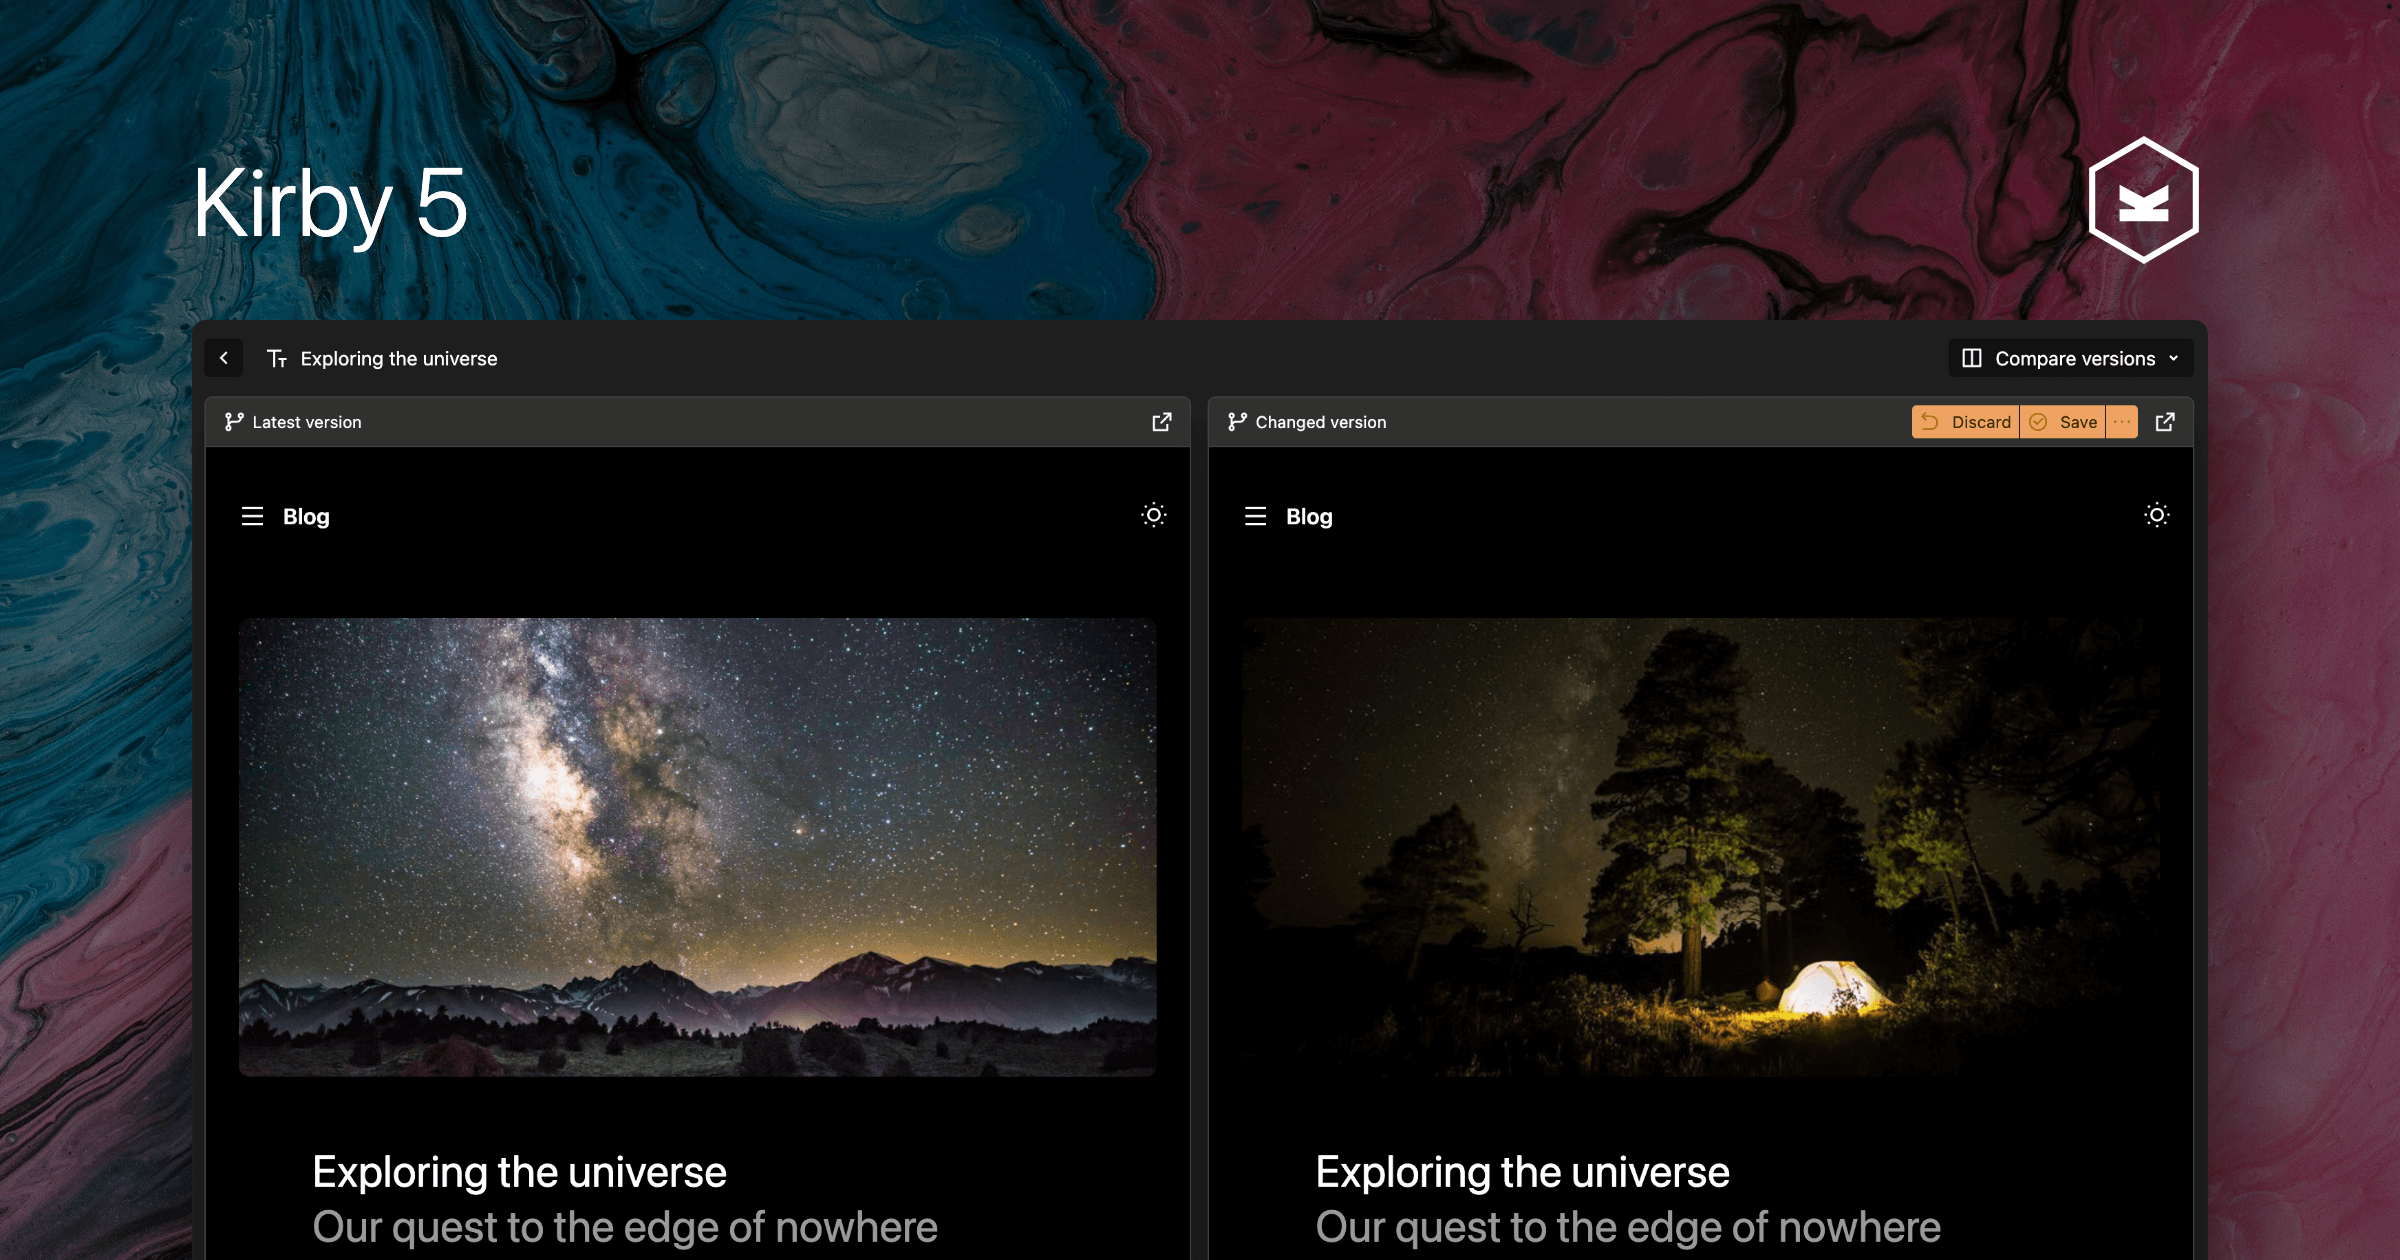 Kirby 5
Exploring the universe
Compare versions
Latest version
Changed version
Discard
Save
Blog
Blog
Exploring the universe
Our quest to the edge of nowhere
Exploring the universe
Our quest to the edge of nowhere